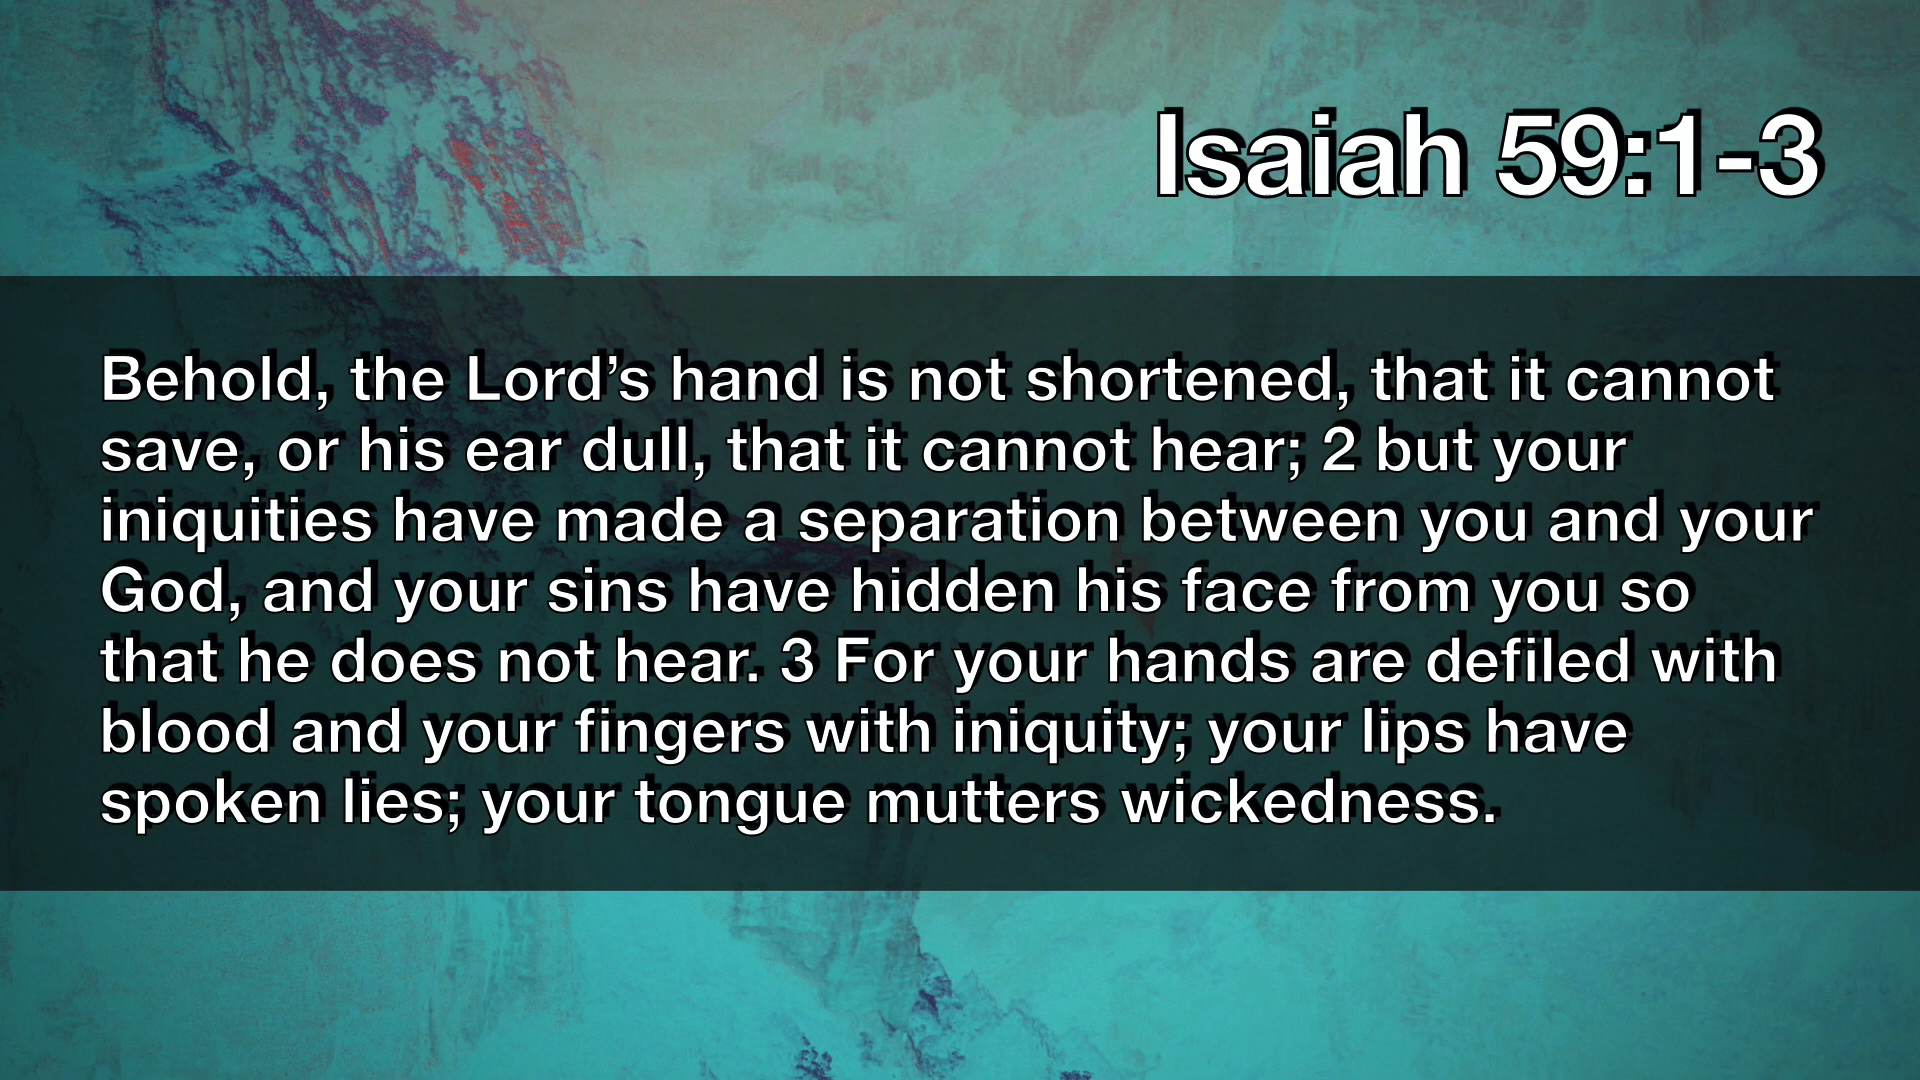 Isaiah 59:1-3
Behold, the Lord’s hand is not shortened, that it cannot
save, or his ear dull, that it cannot hear; 2 but your
iniquities have made a separation between you and your
God, and your sins have hidden his face from you so
that he does not hear. 3 For your hands are defiled with
blood and your fingers with iniquity; your lips have
spoken lies; your tongue mutters wickedness.